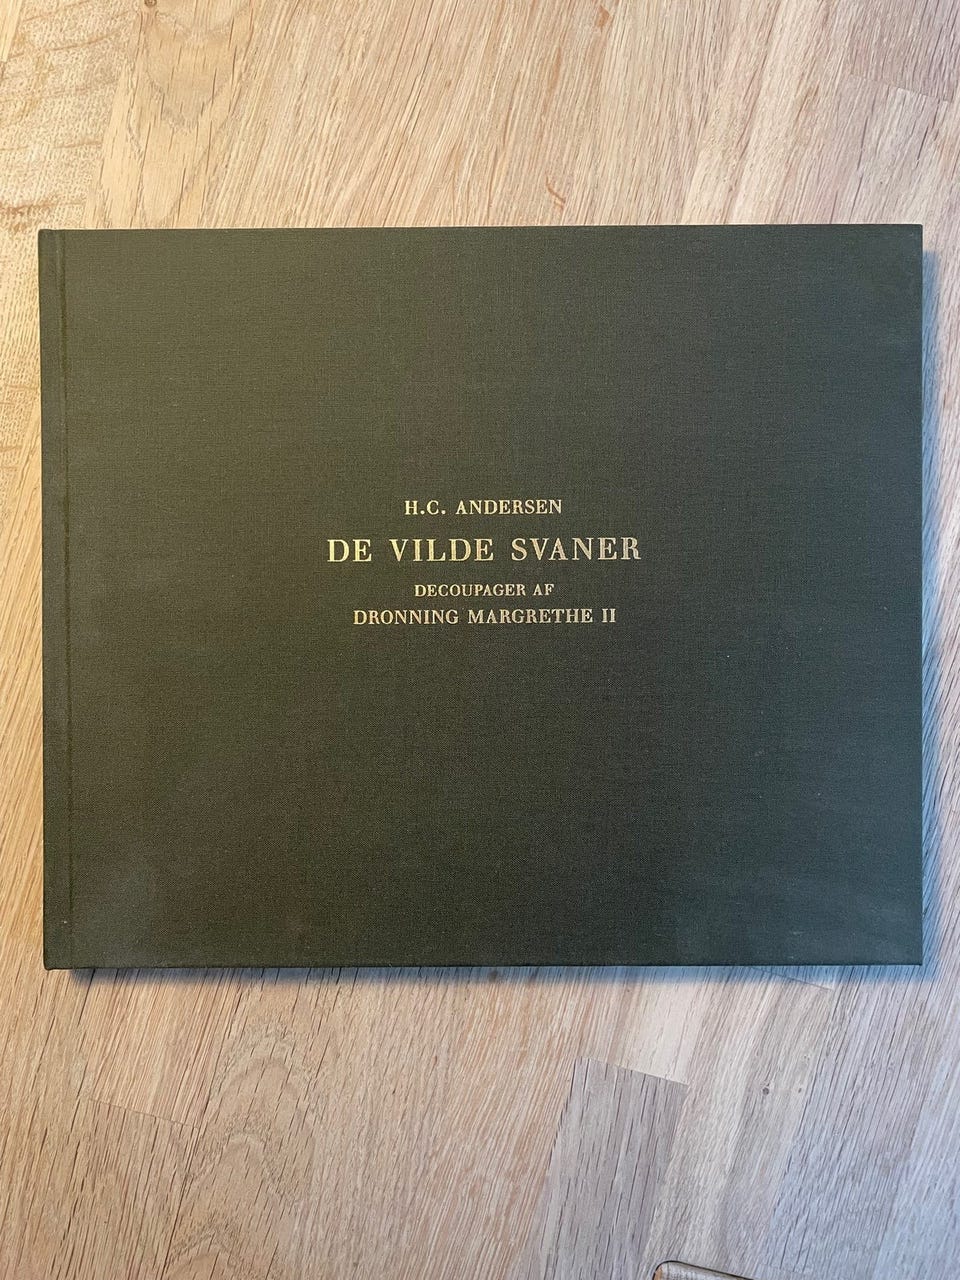 H.C. ANDERSEN
DE VILDE SVANER
DECOUPAGER AF
DRONNING MARGRETHE II